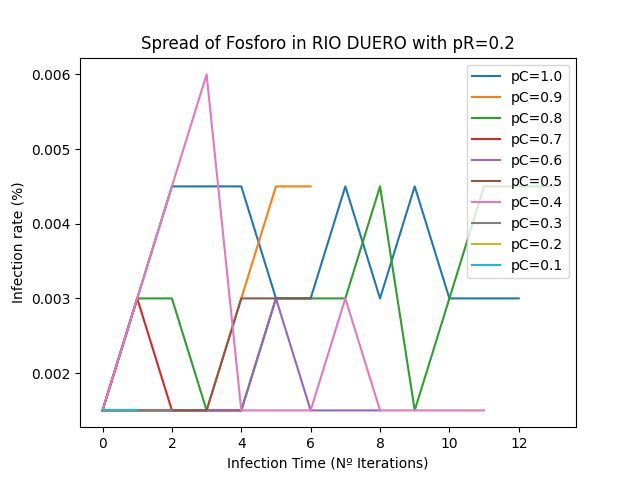 Spread of Fosforo in RIO DUERO with pR=0.2
Infection rate (%)
0.006
0.005
0.004
0.003
0.002
pC=1.0
pC=0.9
pC=0.8
pC=0.7
pC=0.6
pC=0.5
pC=0.4
pC=0.3
pC=0.2
pC=0.1
0 2 4 6 8 10 12
Infection Time (Nº Iterations)